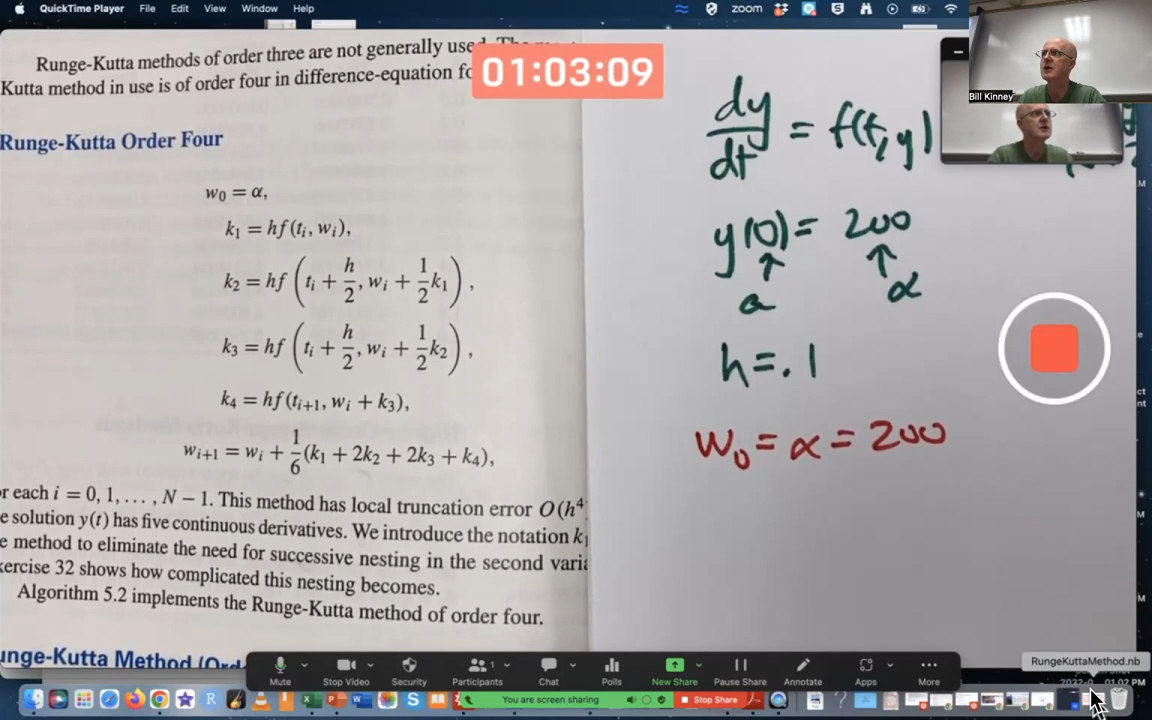 QuickTime Player File Edit View Window Help
zoom
Runge-Kutta methods of order three are not generally used. The
Kutta method in use is of order four in difference-equation
01:03:09
Bill Kinney
Runge-Kutta Order Four
w₀ = α,
k₁ = hf(tᵢ, wᵢ),
k₂ = hf(tᵢ + h/2, wᵢ + 1/2 k₁),
k₃ = hf(tᵢ + h/2, wᵢ + 1/2 k₂),
k₄ = hf(tᵢ₊₁, wᵢ + k₃),
wᵢ₊₁ = wᵢ + 1/6 (k₁ + 2k₂ + 2k₃ + k₄),
or each i = 0, 1, . . . , N − 1. This method has local truncation error O(h⁴
e solution y(t) has five continuous derivatives. We introduce the notation k₁
e method to eliminate the need for successive nesting in the second varia
xercise 32 shows how complicated this nesting becomes.
Algorithm 5.2 implements the Runge-Kutta method of order four.
unge-Kutta Method (Ord
dy/dt = f(t, y)
y(0) = 200
a α
h = .1
w₀ = α = 200
RungeKuttaMethod.nb
Mute Stop Video Security Participants 1 Chat Polls New Share Pause Share Annotate Apps More
You are screen sharing Stop Share